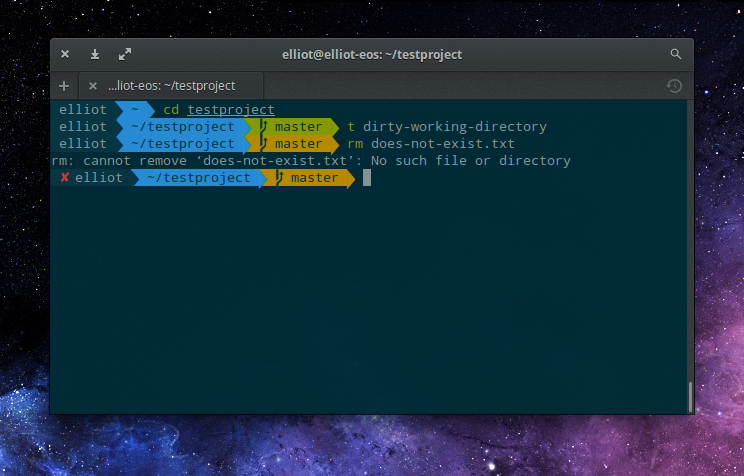 elliot@elliot-eos: ~/testproject
...liot-eos: ~/testproject
elliot ~ cd testproject
elliot ~/testproject master t dirty-working-directory
elliot ~/testproject master rm does-not-exist.txt
rm: cannot remove ‘does-not-exist.txt’: No such file or directory
✘ elliot ~/testproject master